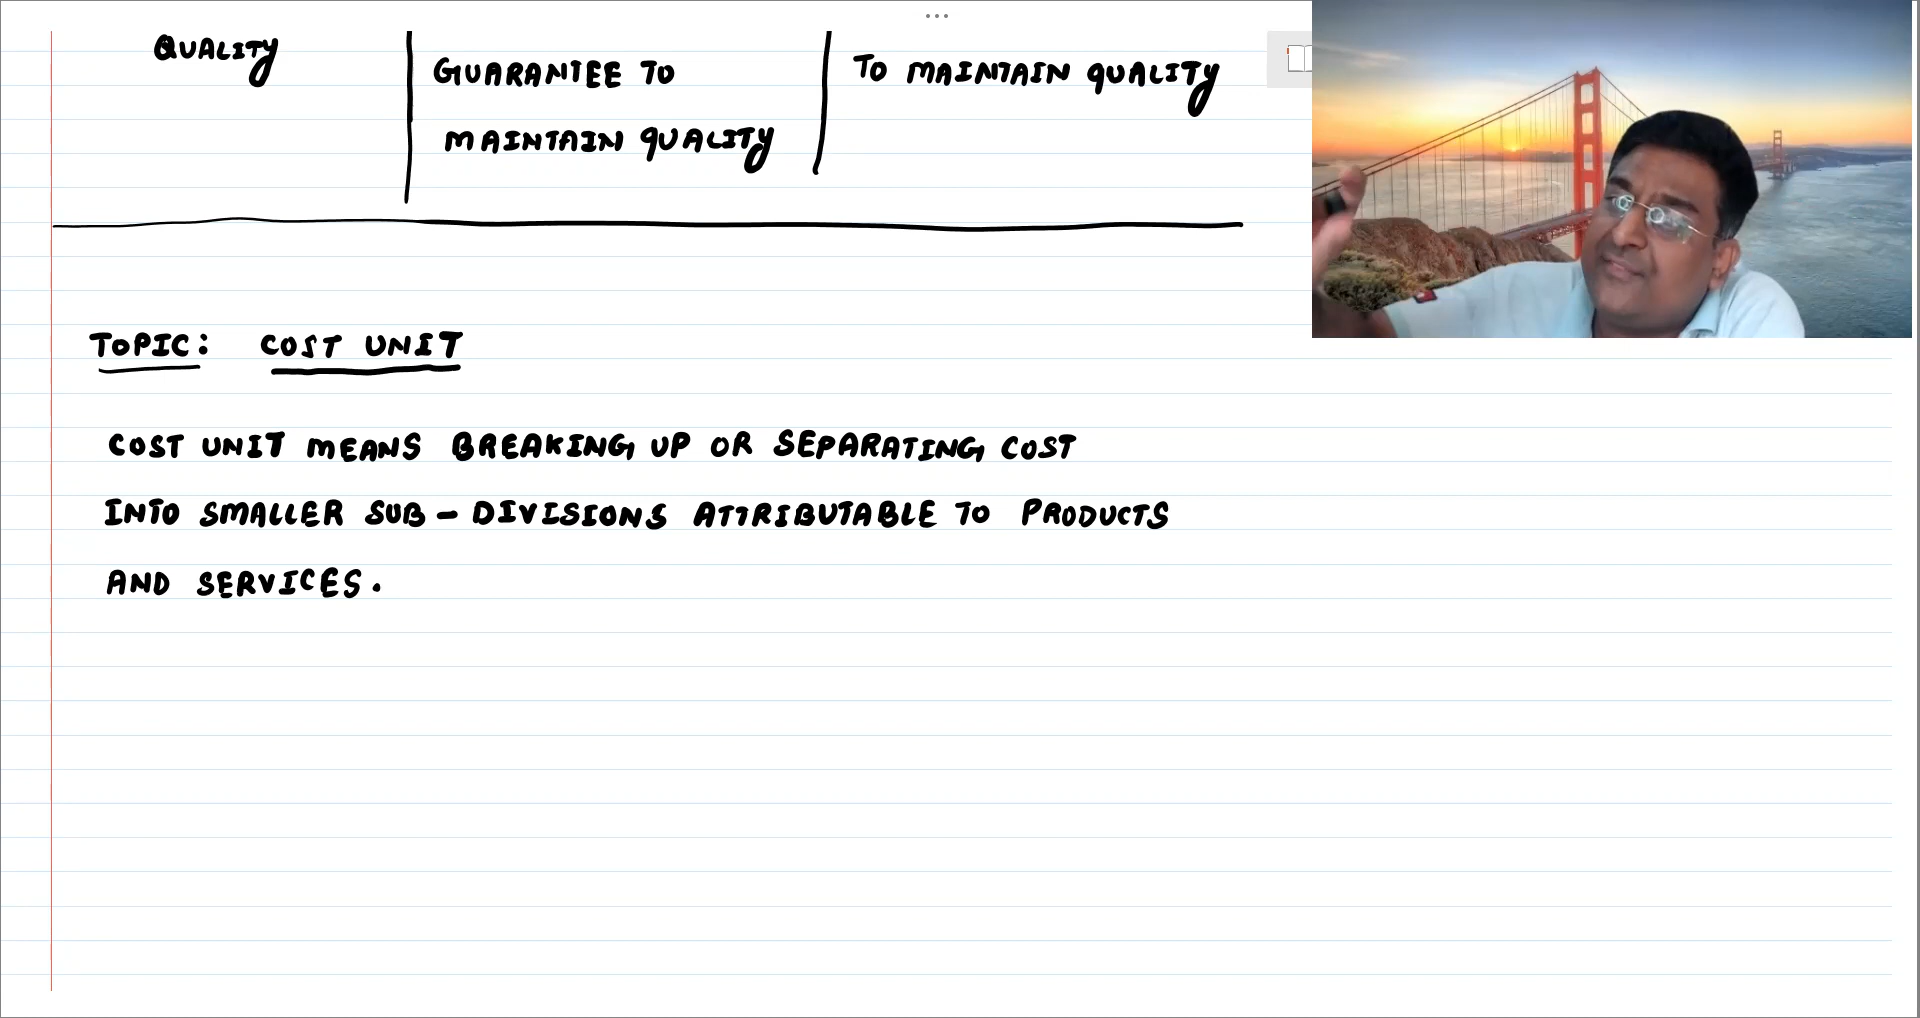 QUALITY
GUARANTEE TO
MAINTAIN QUALITY
TO MAINTAIN QUALITY
TOPIC: COST UNIT
COST UNIT MEANS BREAKING UP OR SEPARATING COST
INTO SMALLER SUB - DIVISIONS ATTRIBUTABLE TO PRODUCTS
AND SERVICES.